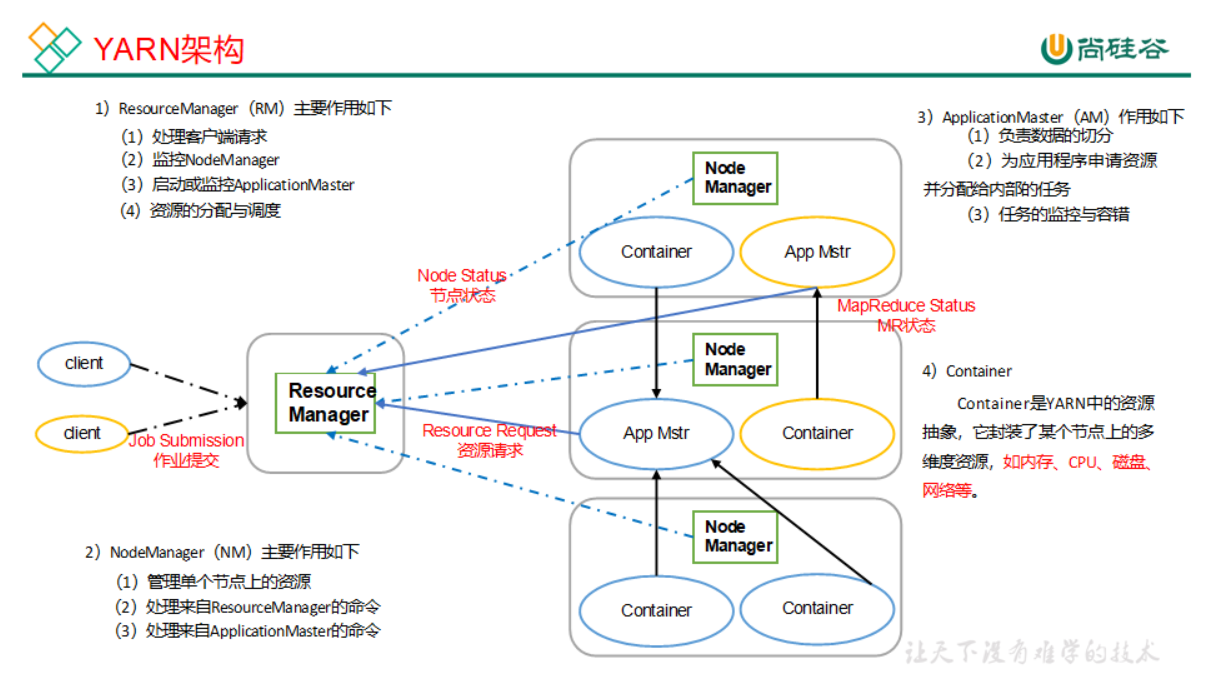 YARN架构
尚硅谷
1）ResourceManager（RM）主要作用如下
（1）处理客户端请求
（2）监控NodeManager
（3）启动或监控ApplicationMaster
（4）资源的分配与调度
3）ApplicationMaster（AM）作用如下
（1）负责数据的切分
（2）为应用程序申请资源
并分配给内部的任务
（3）任务的监控与容错
Node
Manager
Container
App Mstr
Node Status
节点状态
MapReduce Status
MR状态
client
client
Job Submission
作业提交
Resource
Manager
Resource Request
资源请求
Node
Manager
App Mstr
Container
4）Container
Container是YARN中的资源
抽象，它封装了某个节点上的多
维度资源，如内存、CPU、磁盘、
网络等。
Node
Manager
Container
Container
2）NodeManager（NM）主要作用如下
（1）管理单个节点上的资源
（2）处理来自ResourceManager的命令
（3）处理来自ApplicationMaster的命令
让天下没有难学的技术